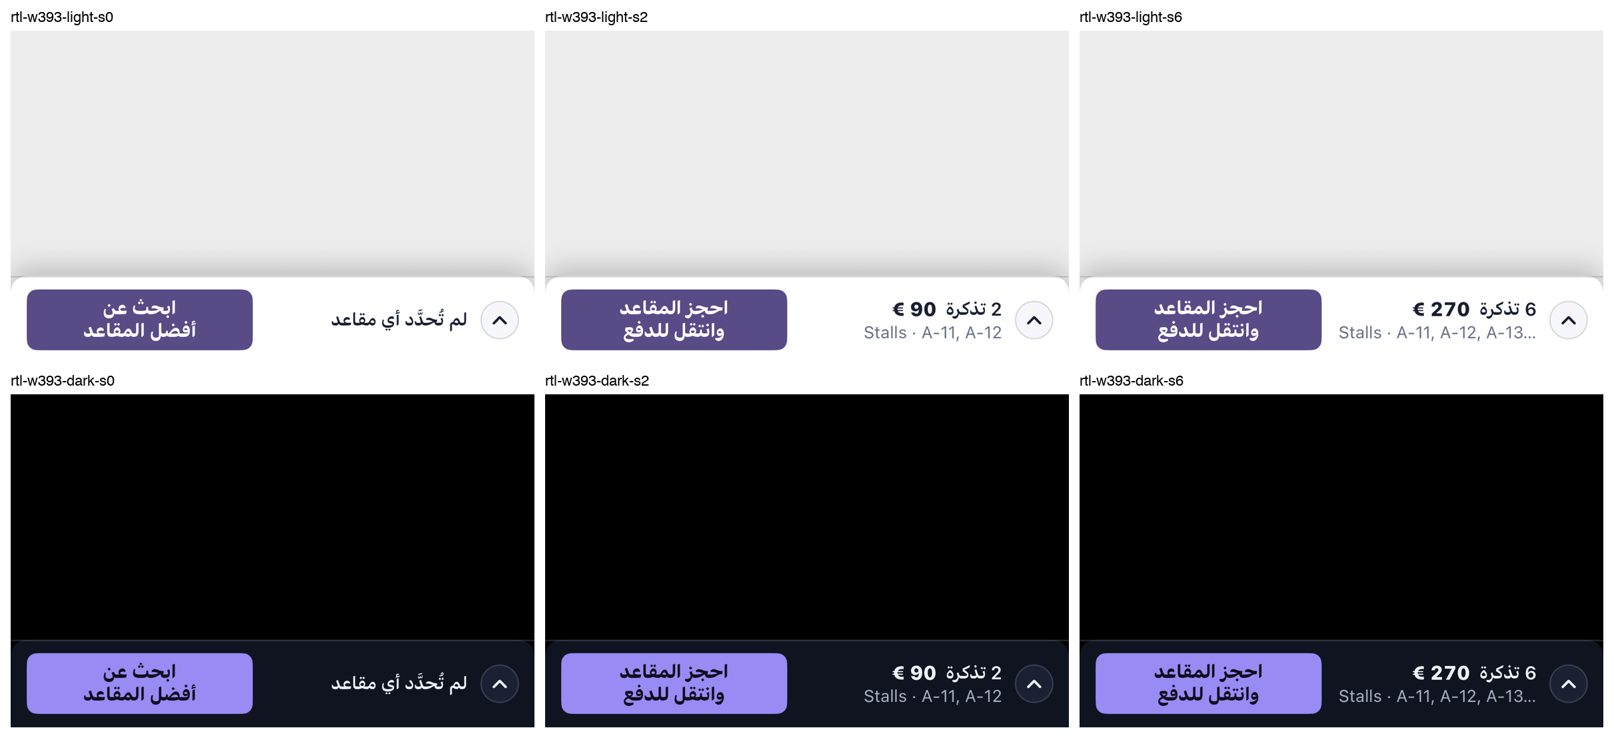 rtl-w393-light-s0
لم تُحدَّد أي مقاعد
ابحث عن
أفضل المقاعد
rtl-w393-light-s2
2 تذكرة 90 €
Stalls · A-11, A-12
احجز المقاعد
وانتقل للدفع
rtl-w393-light-s6
6 تذكرة 270 €
Stalls · A-11, A-12, A-13...
احجز المقاعد
وانتقل للدفع
rtl-w393-dark-s0
لم تُحدَّد أي مقاعد
ابحث عن
أفضل المقاعد
rtl-w393-dark-s2
2 تذكرة 90 €
Stalls · A-11, A-12
احجز المقاعد
وانتقل للدفع
rtl-w393-dark-s6
6 تذكرة 270 €
Stalls · A-11, A-12, A-13...
احجز المقاعد
وانتقل للدفع